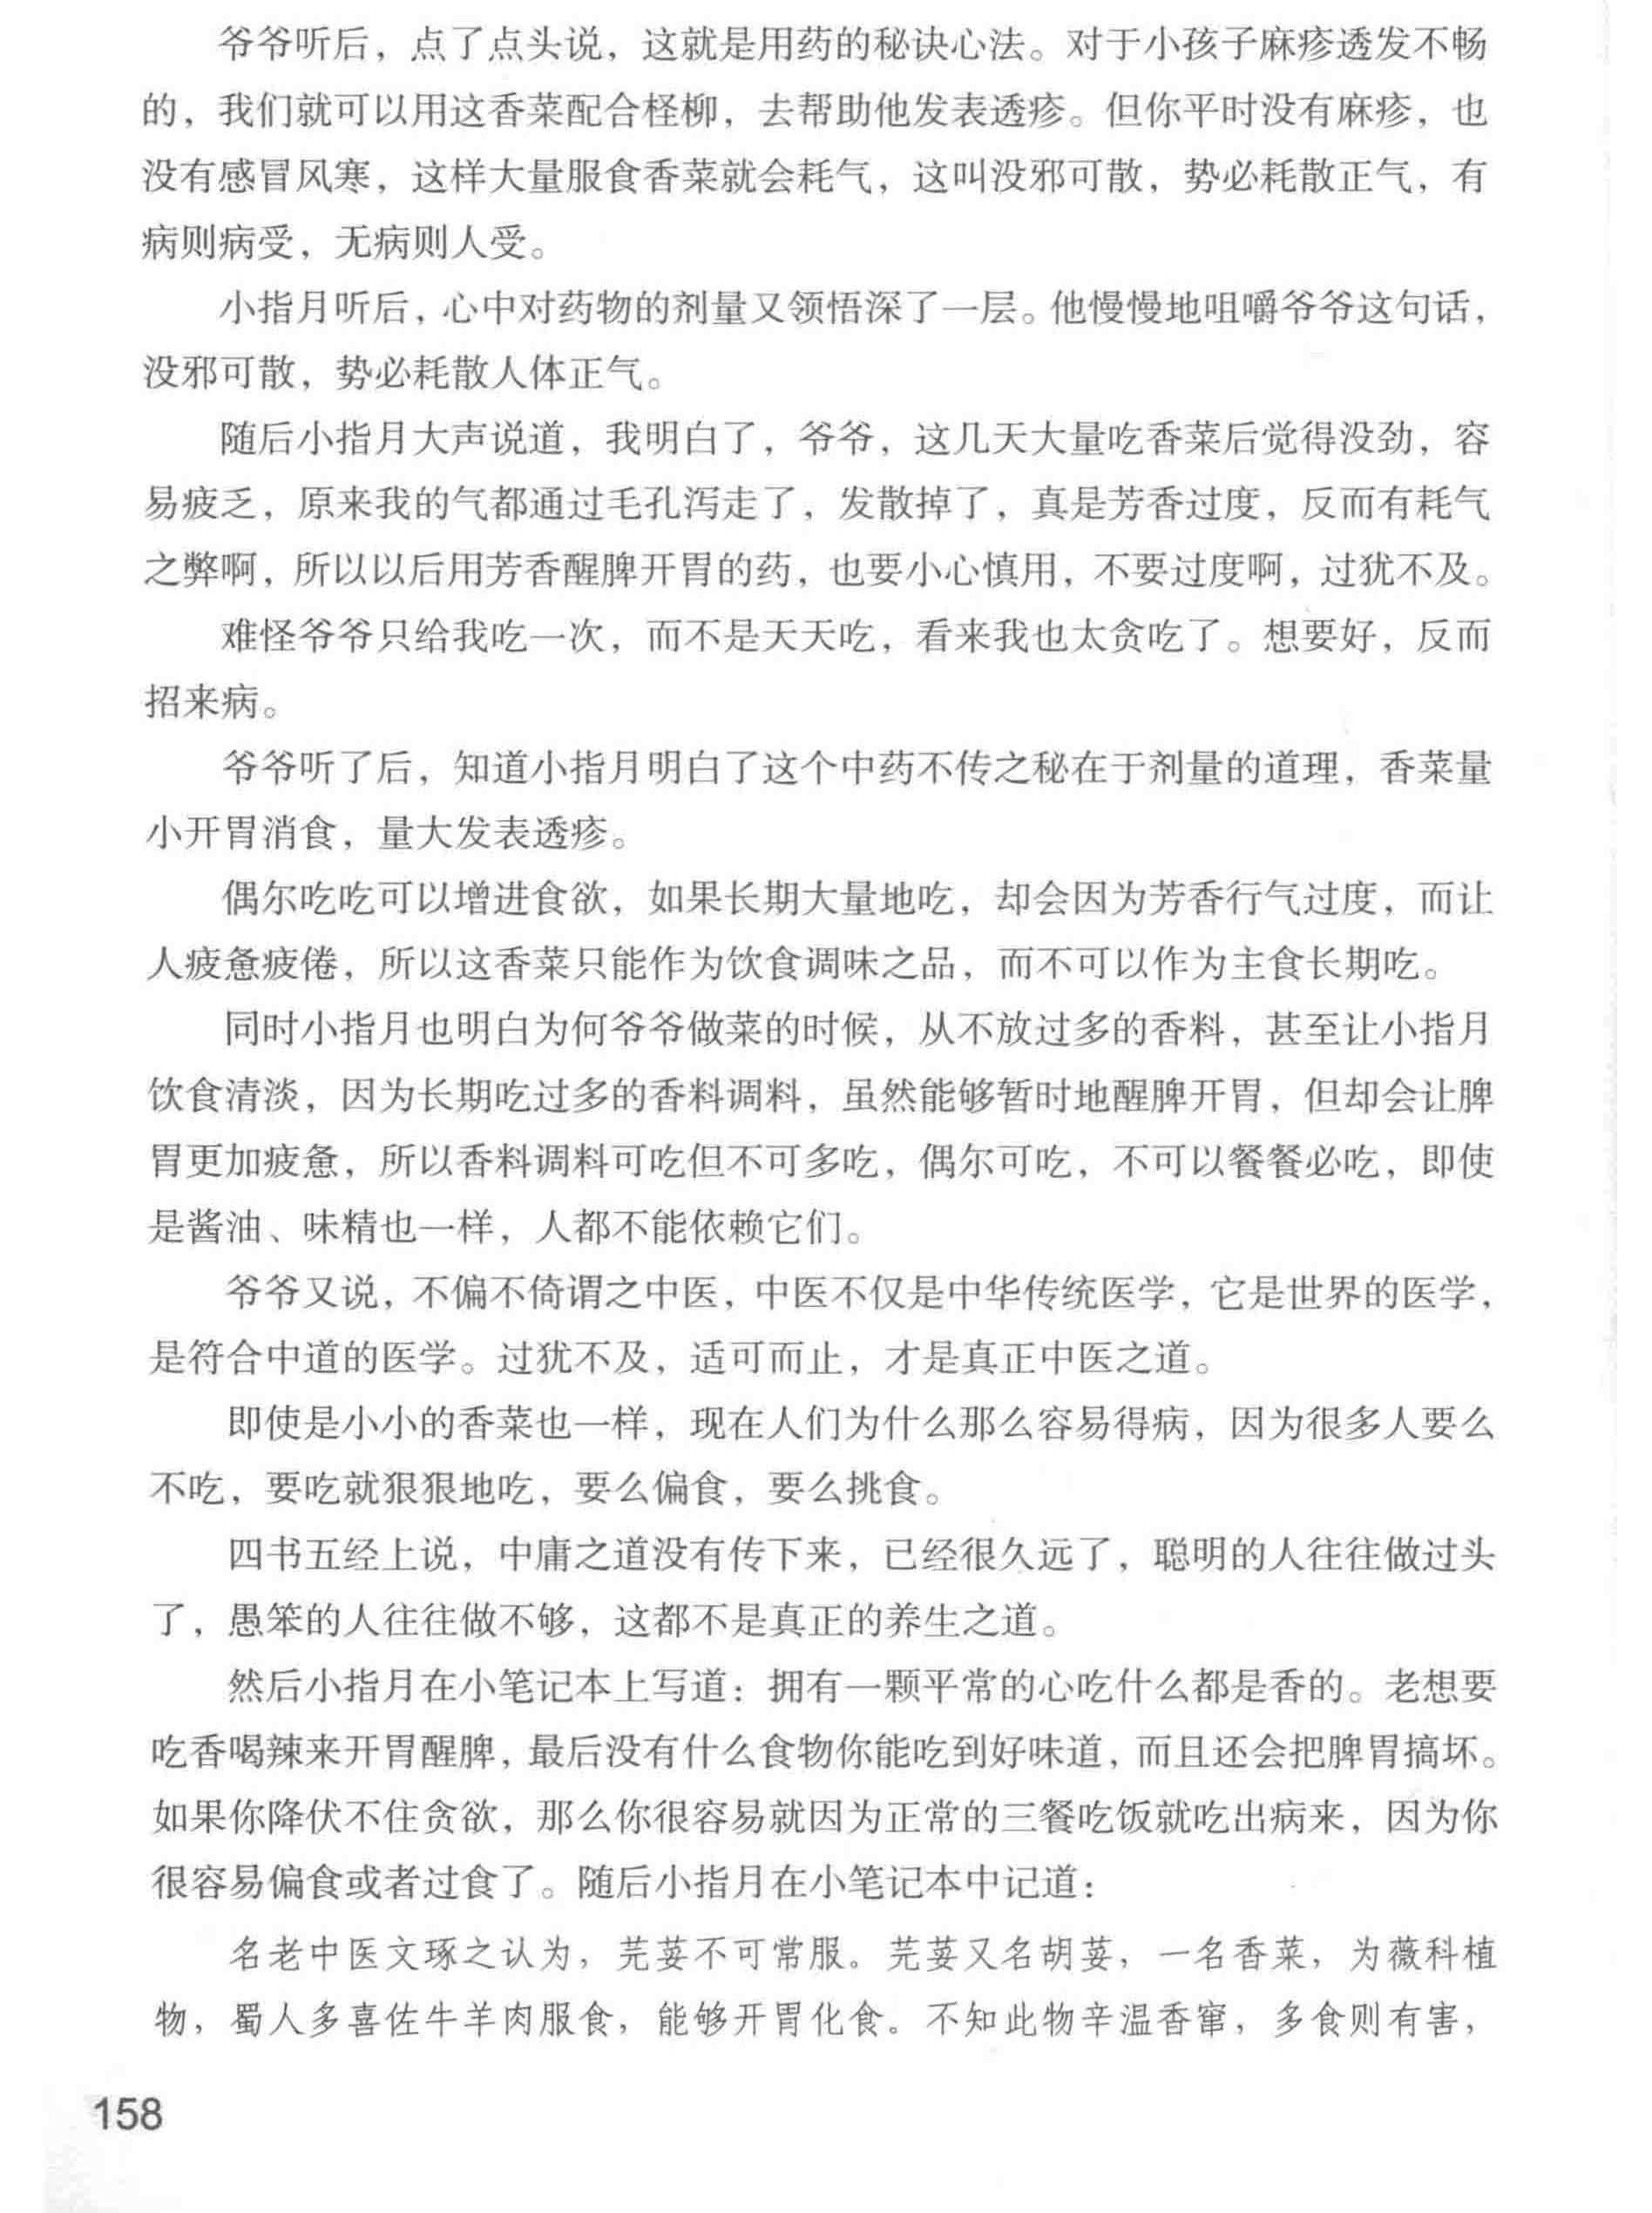 爷爷听后，点了点头说，这就是用药的秘诀心法。对于小孩子麻疹透发不畅
的，我们就可以用这香菜配合柽柳，去帮助他发表透疹。但你平时没有麻疹，也
没有感冒风寒，这样大量服食香菜就会耗气，这叫没邪可散，势必耗散正气，有
病则病受，无病则人受。
小指月听后，心中对药物的剂量又领悟深了一层。他慢慢地咀嚼爷爷这句话，
没邪可散，势必耗散人体正气。
随后小指月大声说道，我明白了，爷爷，这几天大量吃香菜后觉得没劲，容
易疲乏，原来我的气都通过毛孔泻走了，发散掉了，真是芳香过度，反而有耗气
之弊啊，所以以后用芳香醒脾开胃的药，也要小心慎用，不要过度啊，过犹不及。
难怪爷爷只给我吃一次，而不是天天吃，看来我也太贪吃了。想要好，反而
招来病。
爷爷听了后，知道小指月明白了这个中药不传之秘在于剂量的道理，香菜量
小开胃消食，量大发表透疹。
偶尔吃吃可以增进食欲，如果长期大量地吃，却会因为芳香行气过度，而让
人疲惫疲倦，所以这香菜只能作为饮食调味之品，而不可以作为主食长期吃。
同时小指月也明白为何爷爷做菜的时候，从不放过多的香料，甚至让小指月
饮食清淡，因为长期吃过多的香料调料，虽然能够暂时地醒脾开胃，但却会让脾
胃更加疲惫，所以香料调料可吃但不可多吃，偶尔可吃，不可以餐餐必吃，即使
是酱油、味精也一样，人都不能依赖它们。
爷爷又说，不偏不倚谓之中医，中医不仅是中华传统医学，它是世界的医学，
是符合中道的医学。过犹不及，适可而止，才是真正中医之道。
即使是小小的香菜也一样，现在人们为什么那么容易得病，因为很多人要么
不吃，要吃就狠狠地吃，要么偏食，要么挑食。
四书五经上说，中庸之道没有传下来，已经很久远了，聪明的人往往做过头
了，愚笨的人往往做不够，这都不是真正的养生之道。
然后小指月在小笔记本上写道：拥有一颗平常的心吃什么都是香的。老想要
吃香喝辣来开胃醒脾，最后没有什么食物你能吃到好味道，而且还会把脾胃搞坏。
如果你降伏不住贪欲，那么你很容易就因为正常的三餐吃饭就吃出病来，因为你
很容易偏食或者过食了。随后小指月在小笔记本中记道：
名老中医文琢之认为，芫荽不可常服。芫荽又名胡荽，一名香菜，为薇科植
物，蜀人多喜佐牛羊肉服食，能够开胃化食。不知此物辛温香窜，多食则有害，
158